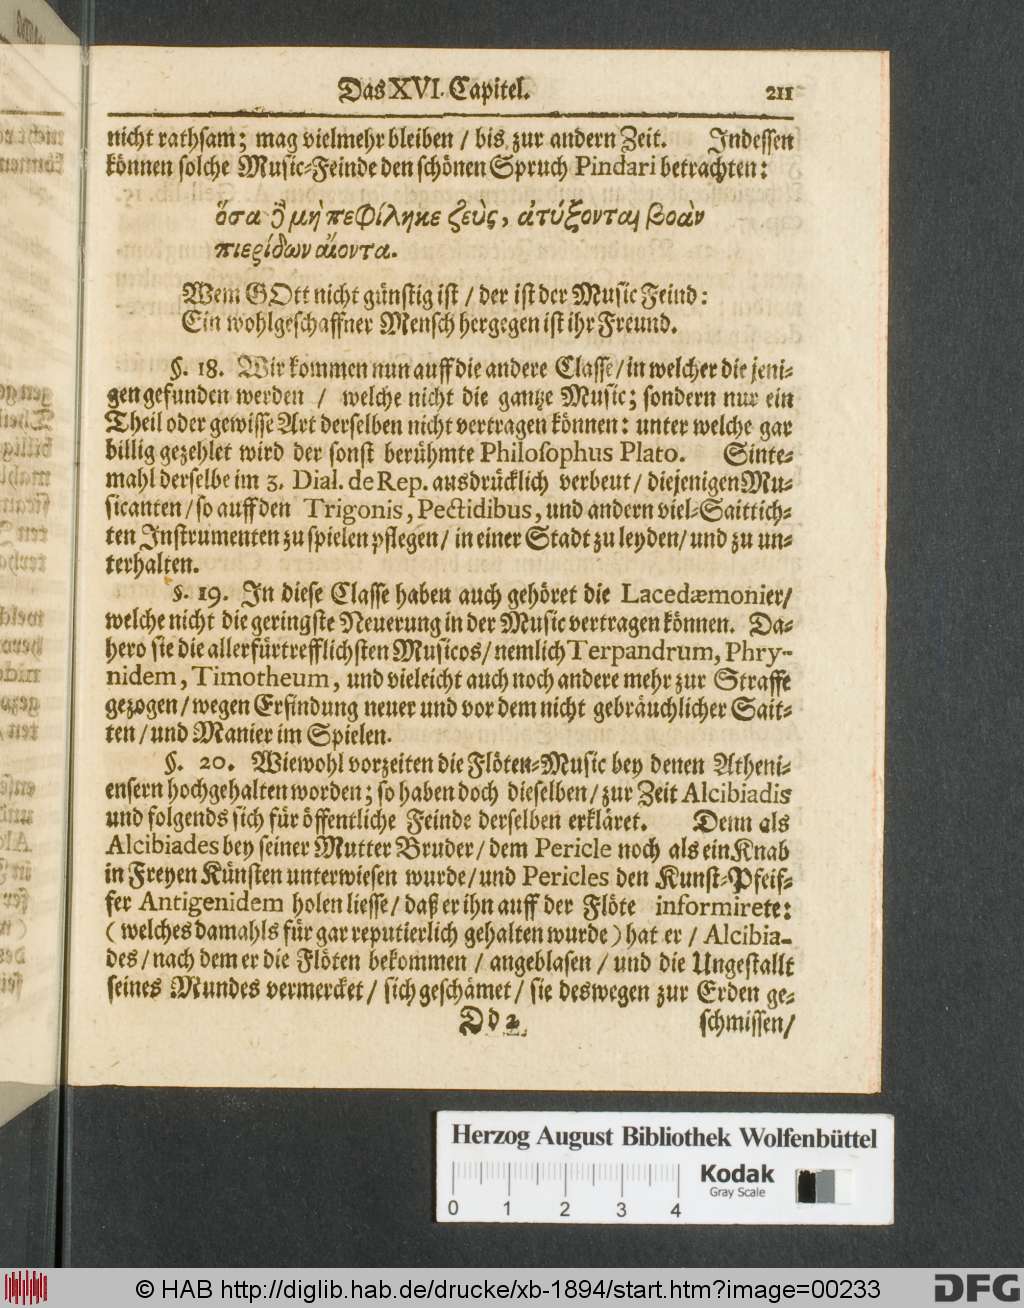 Das XVI. Capitel. 211
nicht rathsam; mag vielmehr bleiben / bis zur andern Zeit. Indessen
können solche Music-Feinde den schönen Spruch Pindari betrachten:
ὅσα ἢ μὴ πεφίληκε ζεὺς, ἀτύξονται βοὰν
πιερίδων ἀίοντα.
Wem GOtt nicht günstig ist / der ist der Music Feind:
Ein wohlgeschaffner Mensch hergegen ist ihr Freund.
§. 18. Wir kommen nun auff die andere Classe / in welcher die jeni-
gen gefunden werden / welche nicht die gantze Music; sondern nur ein
Theil oder gewisse Art derselben nicht vertragen können: unter welche gar
billig gezehlet wird der sonst berühmte Philosophus Plato. Sinte-
mahl derselbe im 3. Dial. de Rep. ausdrücklich verbeut / diejenigen Mu-
sicanten / so auff den Trigonis, Pectidibus, und andern viel-Saittich-
ten Instrumenten zu spielen pflegen / in einer Stadt zu leyden / und zu un-
terhalten.
§. 19. In diese Classe haben auch gehöret die Lacedæmonier/
welche nicht die geringste Neuerung in der Music vertragen können. Da-
hero sie die allerfürtrefflichsten Musicos / nemlich Terpandrum, Phry-
nidem, Timotheum, und vieleicht auch noch andere mehr zur Straffe
gezogen / wegen Erfindung neuer und vor dem nicht gebräuchlicher Sait-
ten / und Manier im Spielen.
§. 20. Wiewohl vorzeiten die Flöten-Music bey denen Atheni-
ensern hochgehalten worden; so haben doch dieselben / zur Zeit Alcibiadis
und folgends sich für öffentliche Feinde derselben erkläret. Denn als
Alcibiades bey seiner Mutter Bruder / dem Pericle noch als ein Knab
in Freyen Künsten unterwiesen wurde / und Pericles den Kunst-Pfeif-
fer Antigenidem holen liesse / daß er ihn auff der Flöte informirete:
(welches damahls für gar reputierlich gehalten wurde) hat er / Alcibia-
des / nach dem er die Flöten bekommen / angeblasen / und die Ungestallt
seines Mundes vermercket / sich geschämet / sie deswegen zur Erden ge-
Dd 2 schmissen/
Herzog August Bibliothek Wolfenbüttel
Kodak
Gray Scale
0 1 2 3 4
© HAB http://diglib.hab.de/drucke/xb-1894/start.htm?image=00233
DFG